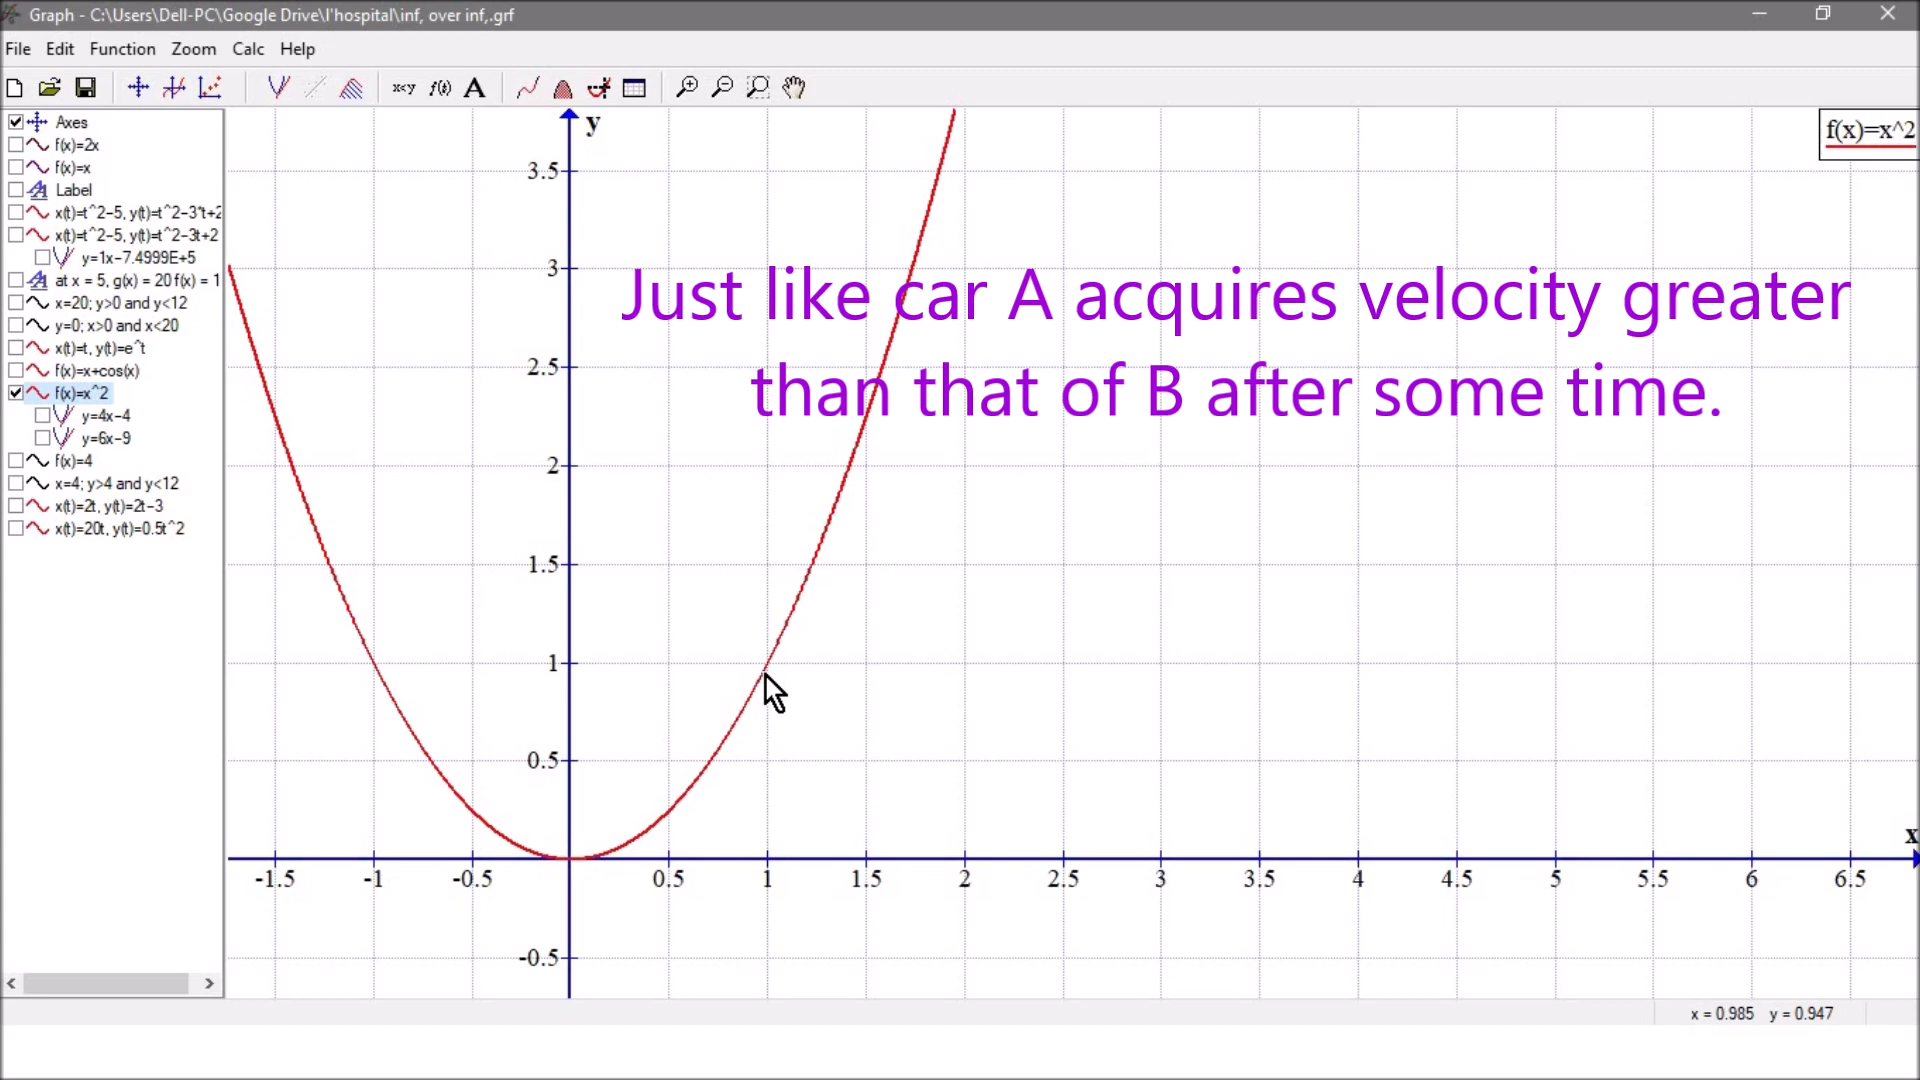 Graph - C:\Users\Dell-PC\Google Drive\l'hospital\inf, over inf,.grf
File Edit Function Zoom Calc Help
x<y f(x) A
Axes
f(x)=2x
f(x)=x
Label
x(t)=t^2-5, y(t)=t^2-3*t+2
x(t)=t^2-5, y(t)=t^2-3t+2
y=1x-7.4999E+5
at x = 5, g(x) = 20 f(x) = 1
x=20; y>0 and y<12
y=0; x>0 and x<20
x(t)=t, y(t)=e^t
f(x)=x+cos(x)
f(x)=x^2
y=4x-4
y=6x-9
f(x)=4
x=4; y>4 and y<12
x(t)=2t, y(t)=2t-3
x(t)=20t, y(t)=0.5t^2
y
f(x)=x^2
3.5
3
Just like car A acquires velocity greater
than that of B after some time.
2.5
2
1.5
1
0.5
x
-1.5 -1 -0.5 0.5 1 1.5 2 2.5 3 3.5 4 4.5 5 5.5 6 6.5
-0.5
x = 0.985 y = 0.947